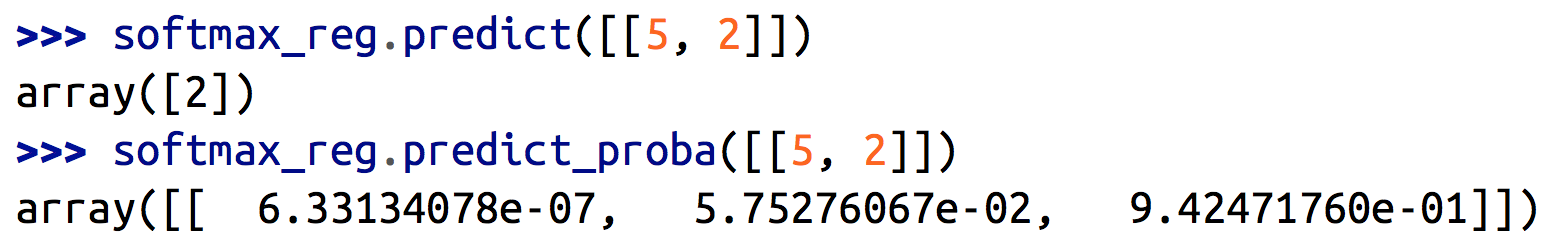 >>> softmax_reg.predict([[5, 2]])
array([2])
>>> softmax_reg.predict_proba([[5, 2]])
array([[  6.33134078e-07,   5.75276067e-02,   9.42471760e-01]])